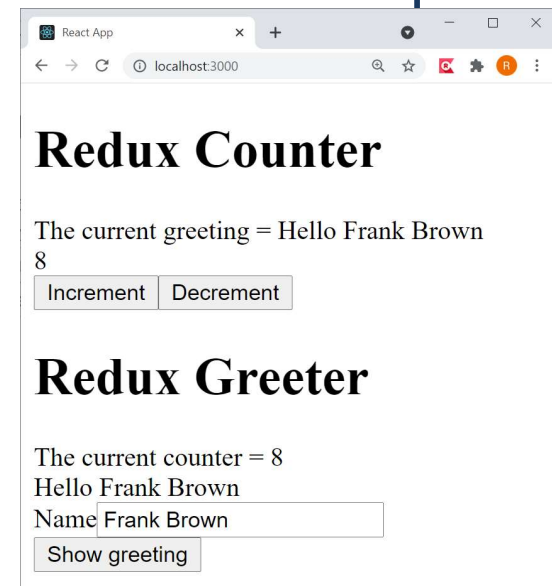 React App
localhost:3000
R
Redux Counter
The current greeting = Hello Frank Brown
8
Increment Decrement
Redux Greeter
The current counter = 8
Hello Frank Brown
Name Frank Brown
Show greeting